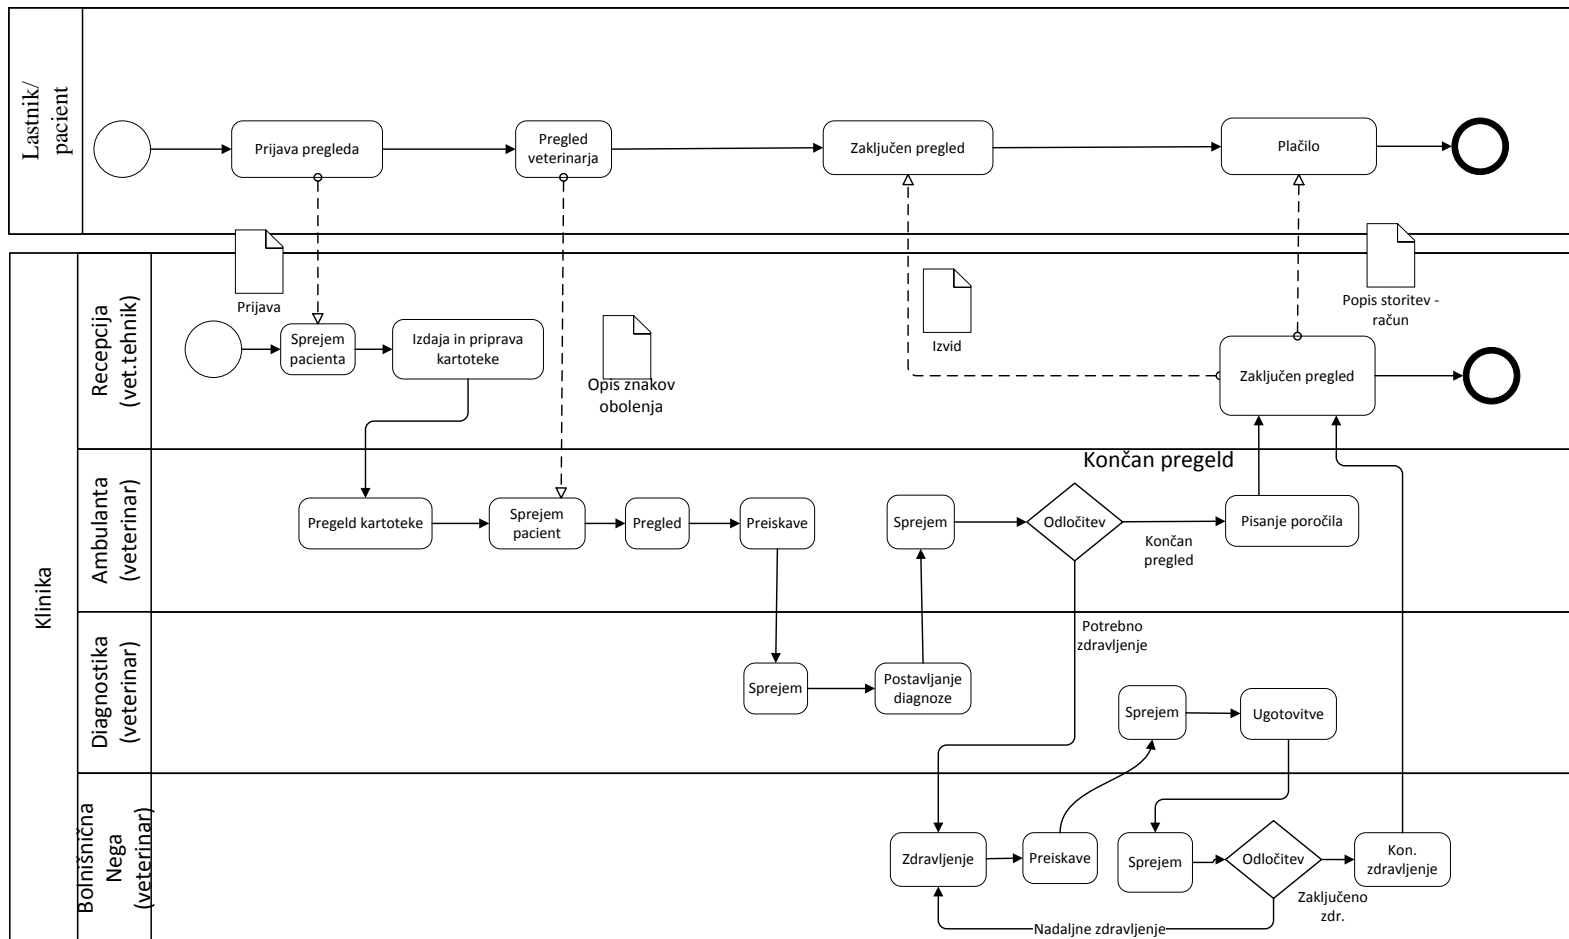 Lastnik/
pacient
Prijava pregleda
Pregled
veterinarja
Zaključen pregled
Plačilo
Klinika
Recepcija
(vet.tehnik)
Prijava
Sprejem
pacienta
Izdaja in priprava
kartoteke
Opis znakov
obolenja
Izvid
Popis storitev -
račun
Zaključen pregled
Ambulanta
(veterinar)
Končan pregeld
Pregeld kartoteke
Sprejem
pacient
Pregled
Preiskave
Sprejem
Odločitev
Končan
pregled
Pisanje poročila
Diagnostika
(veterinar)
Potrebno
zdravljenje
Sprejem
Postavljanje
diagnoze
Sprejem
Ugotovitve
Bolnišnična
Nega
(veterinar)
Zdravljenje
Preiskave
Sprejem
Odločitev
Kon.
zdravljenje
Zaključeno
zdr.
Nadaljne zdravljenje